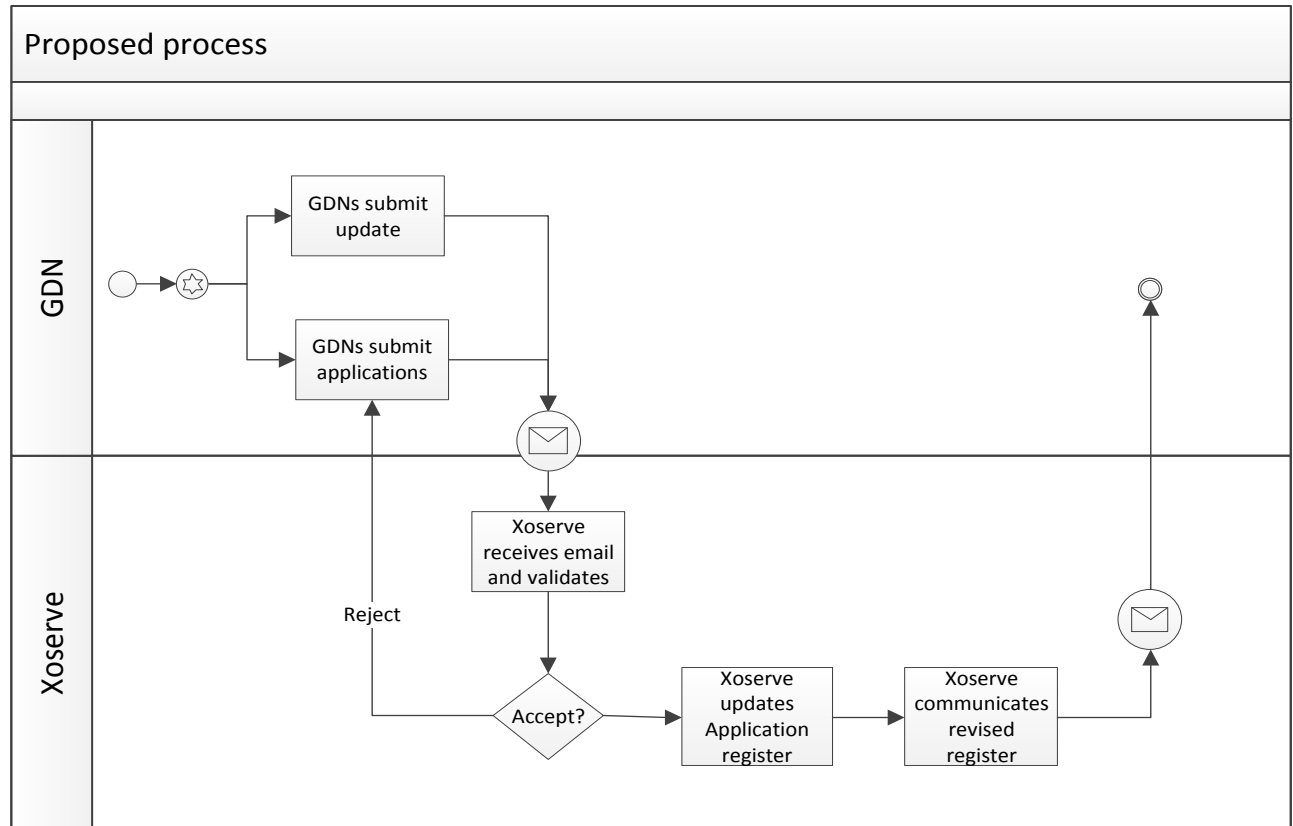 Proposed process
GDN
GDNs submit
update
GDNs submit
applications
Xoserve
Xoserve
receives email
and validates
Reject
Accept?
Xoserve
updates
Application
register
Xoserve
communicates
revised
register